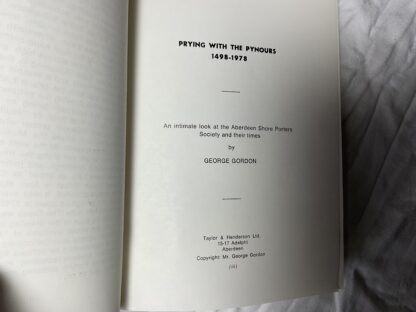 PRYING WITH THE PYNOURS
1498-1978
An intimate look at the Aberdeen Shore Porters
Society and their times
by
GEORGE GORDON
Taylor & Henderson Ltd.
15-17 Adelphi
Aberdeen
Copyright Mr. George Gordon
(iii)